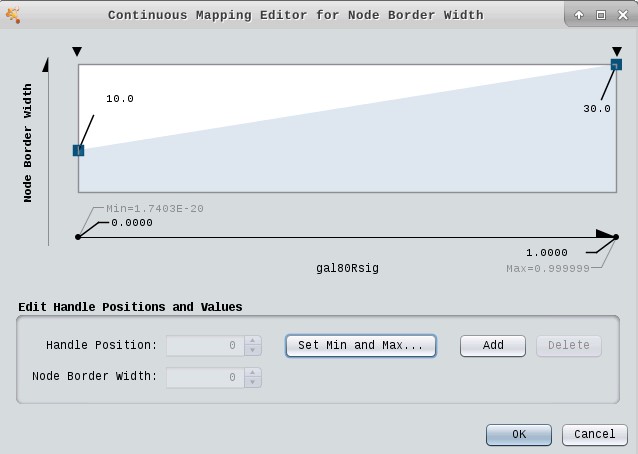 Continuous Mapping Editor for Node Border Width
10.0
30.0
Node Border Width
Min=1.7403E-20
0.0000
1.0000
gal80Rsig
Max=0.999999
Edit Handle Positions and Values
Handle Position: 0 Set Min and Max... Add Delete
Node Border Width: 0
OK Cancel